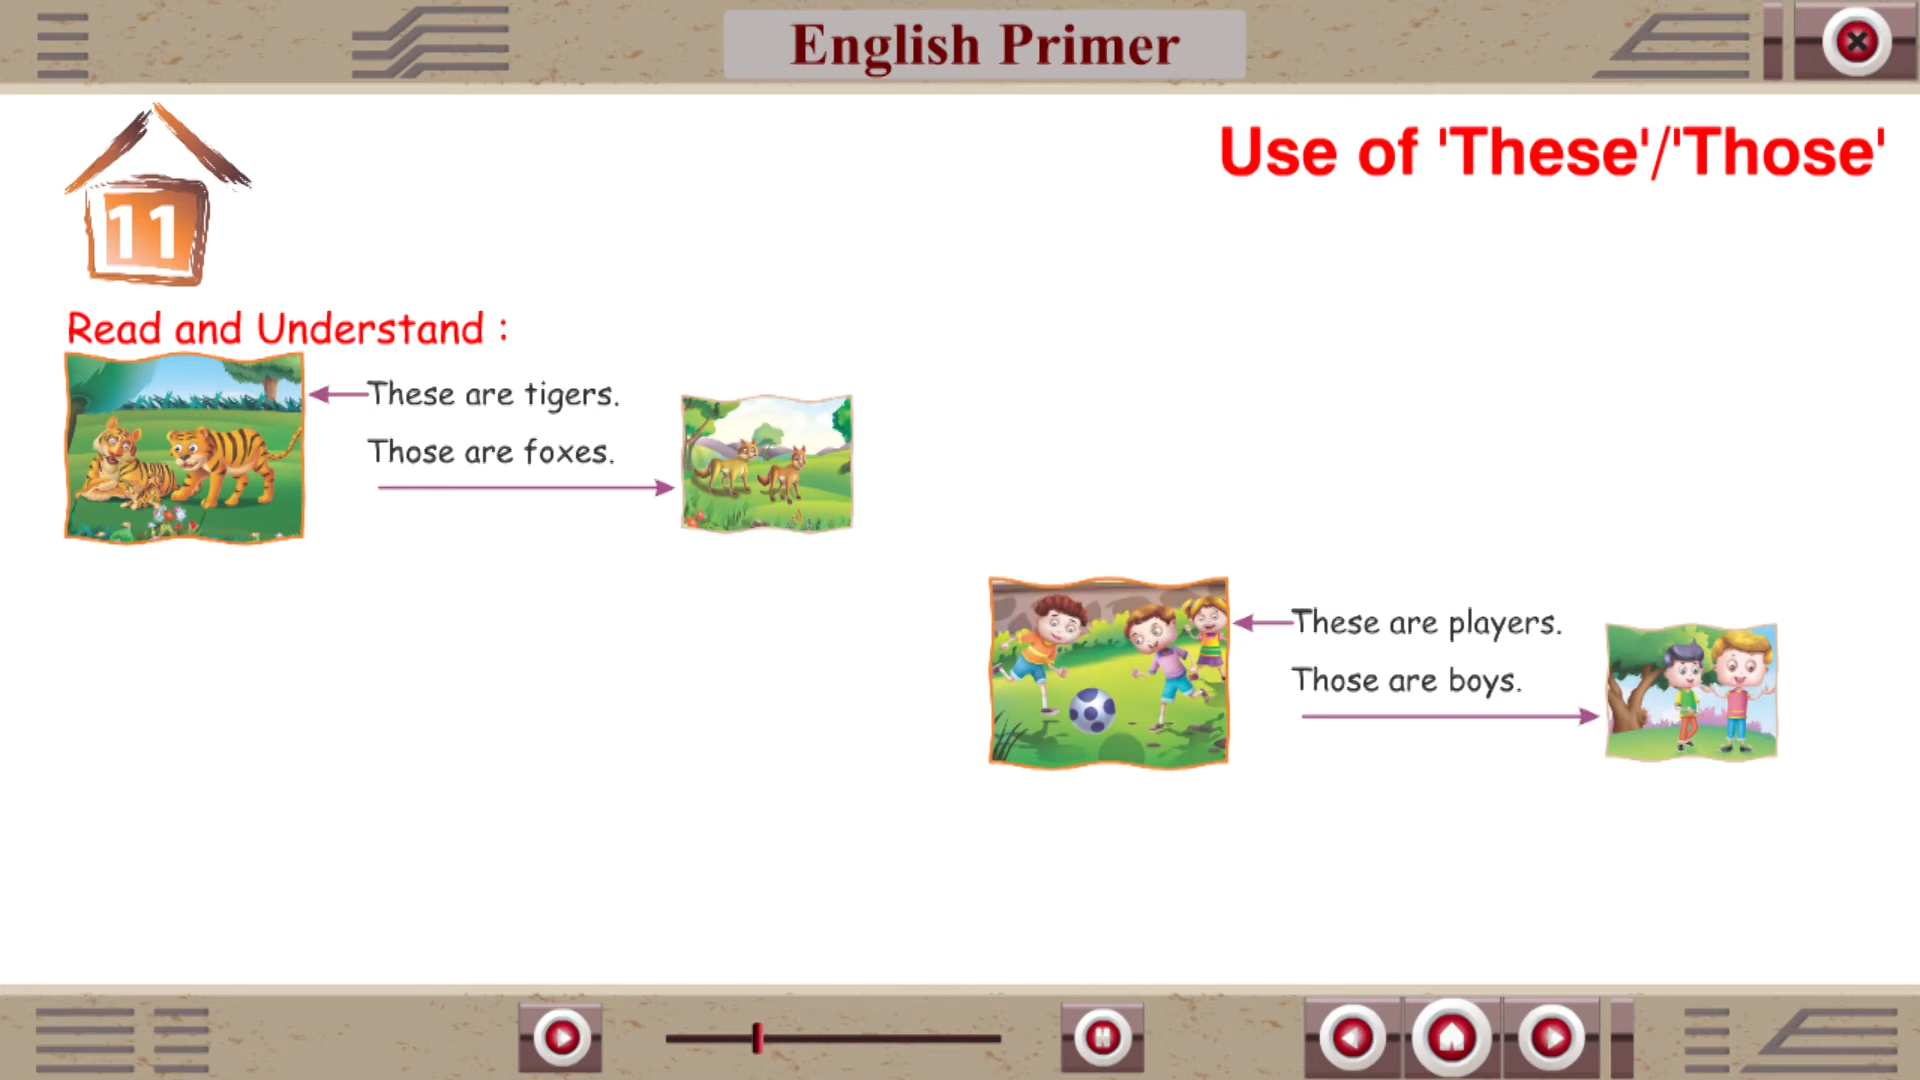 English Primer
Use of 'These'/'Those'
11
Read and Understand :
These are tigers.
Those are foxes.
These are players.
Those are boys.